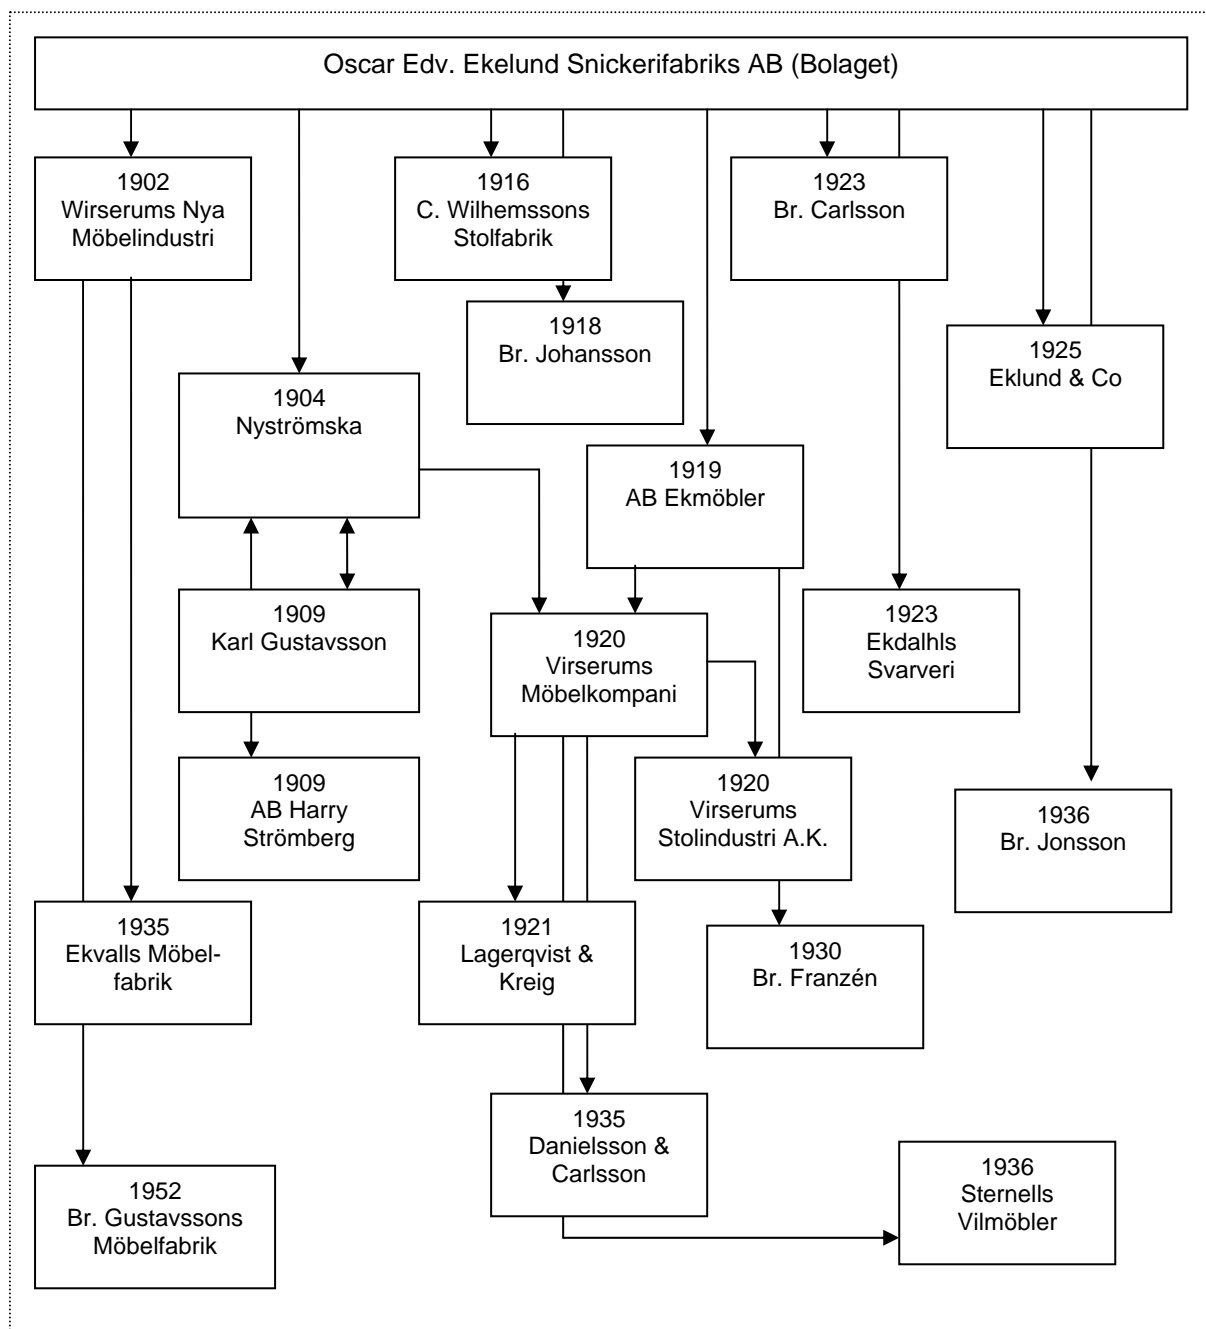 Oscar Edv. Ekelund Snickerifabriks AB (Bolaget)
1902
Wirserums Nya
Möbelindustri
1916
C. Wilhemssons
Stolfabrik
1923
Br. Carlsson
1918
Br. Johansson
1925
Eklund & Co
1904
Nyströmska
1919
AB Ekmöbler
1909
Karl Gustavsson
1920
Virserums
Möbelkompani
1923
Ekdalhls
Svarveri
1909
AB Harry
Strömberg
1920
Virserums
Stolindustri A.K.
1936
Br. Jonsson
1935
Ekvalls Möbel-
fabrik
1921
Lagerqvist &
Kreig
1930
Br. Franzén
1935
Danielsson &
Carlsson
1936
Sternells
Vilmöbler
1952
Br. Gustavssons
Möbelfabrik